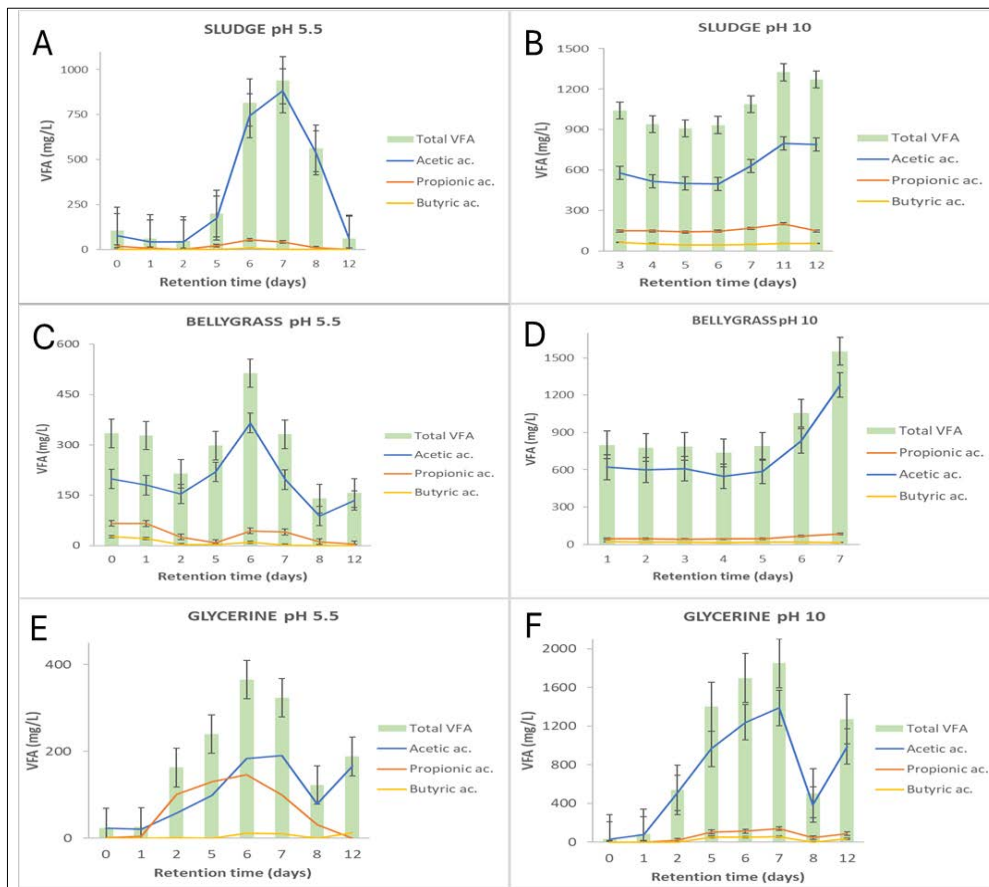 A
SLUDGE pH 5.5
VFA (mg/L)
1000
750
500
250
0
0 1 2 5 6 7 8 12
Retention time (days)
Total VFA
Acetic ac.
Propionic ac.
Butyric ac.
B
SLUDGE pH 10
VFA (mg/L)
1500
1200
900
600
300
0
3 4 5 6 7 11 12
Retention time (days)
Total VFA
Acetic ac.
Propionic ac.
Butyric ac.
C
BELLYGRASS pH 5.5
VFA (mg/L)
600
450
300
150
0
0 1 2 5 6 7 8 12
Retention time (days)
Total VFA
Acetic ac.
Propionic ac.
Butyric ac.
D
BELLYGRASS pH 10
VFA (mg/L)
1500
1200
900
600
300
0
1 2 3 4 5 6 7
Retention time (days)
Total VFA
Propionic ac.
Acetic ac.
Butyric ac.
E
GLYCERINE pH 5.5
VFA (mg/L)
400
200
0
0 1 2 5 6 7 8 12
Retention time (days)
Total VFA
Acetic ac.
Propionic ac.
Butyric ac.
F
GLYCERINE pH 10
VFA (mg/L)
2000
1600
1200
800
400
0
0 1 2 5 6 7 8 12
Retention time (days)
Total VFA
Acetic ac.
Propionic ac.
Butyric ac.